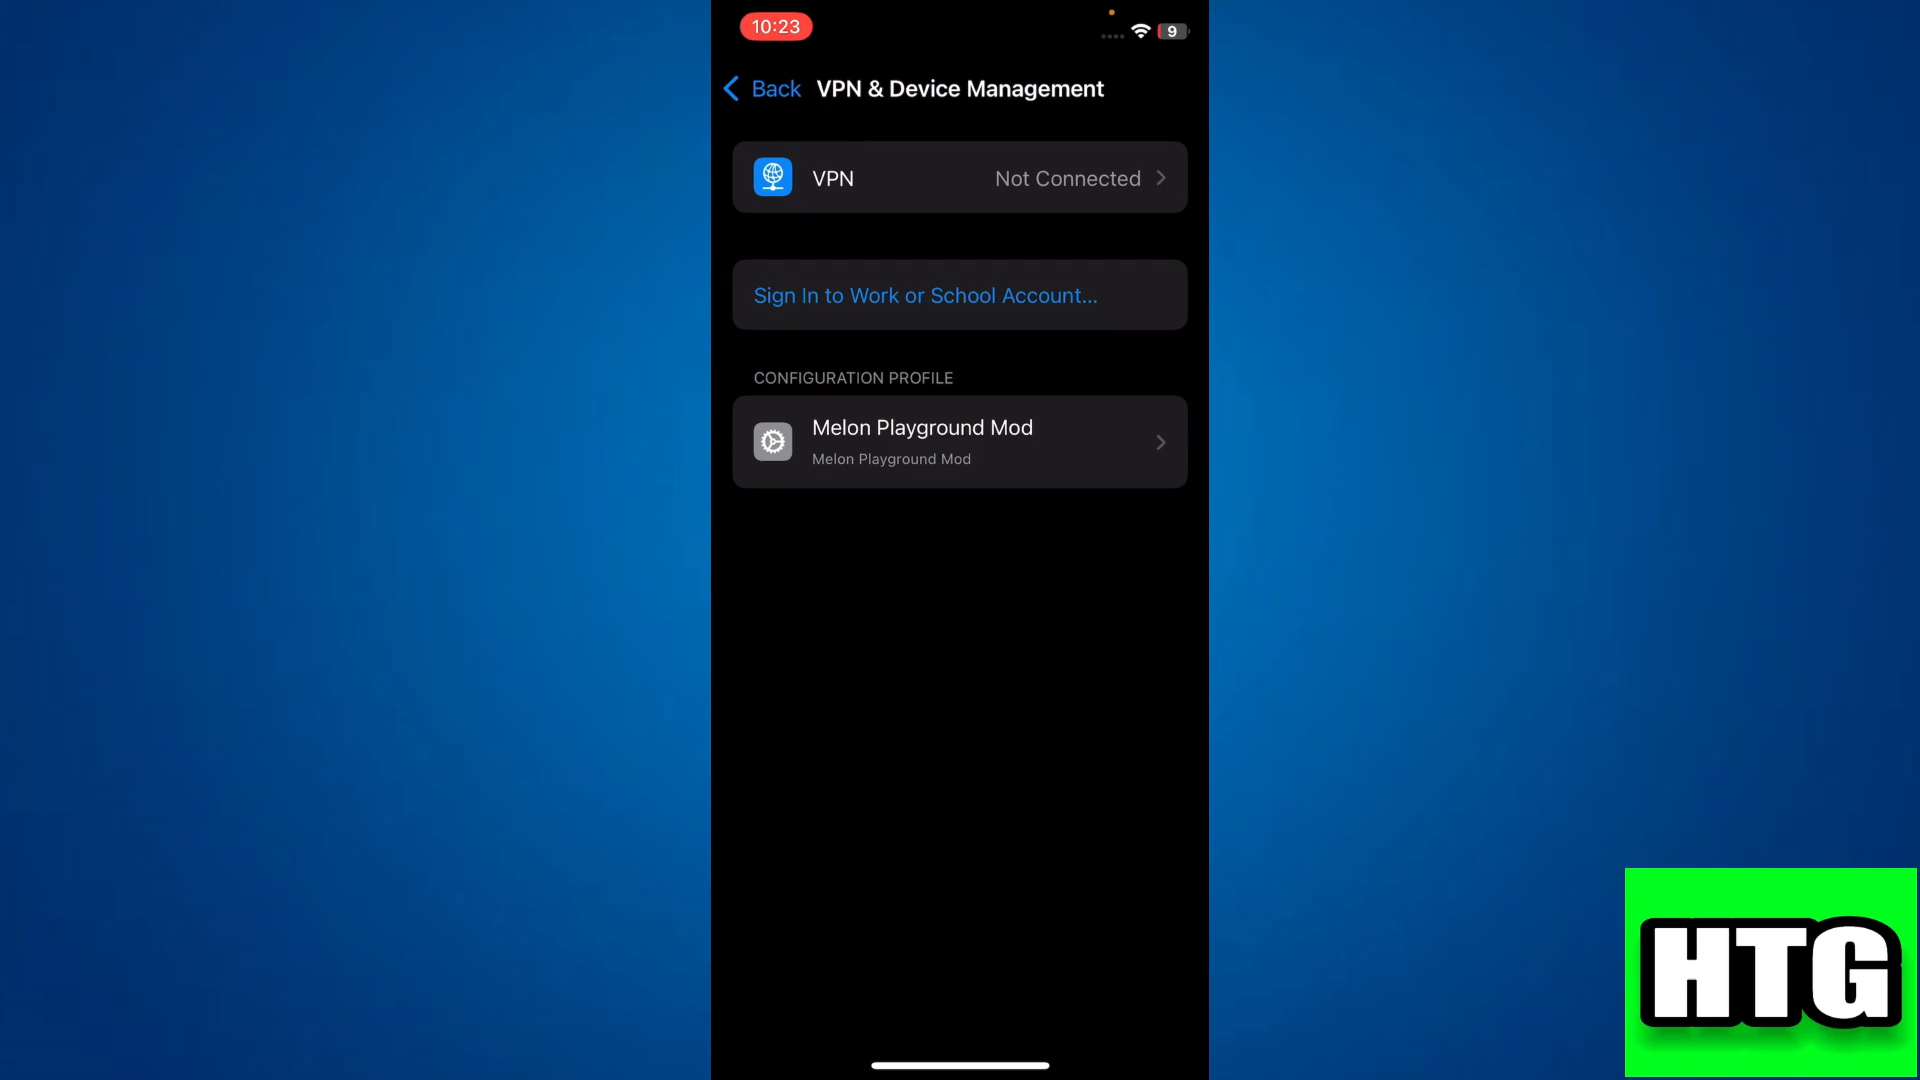 10:23
9
Back VPN & Device Management
VPN Not Connected
Sign In to Work or School Account...
CONFIGURATION PROFILE
Melon Playground Mod
Melon Playground Mod
HTG